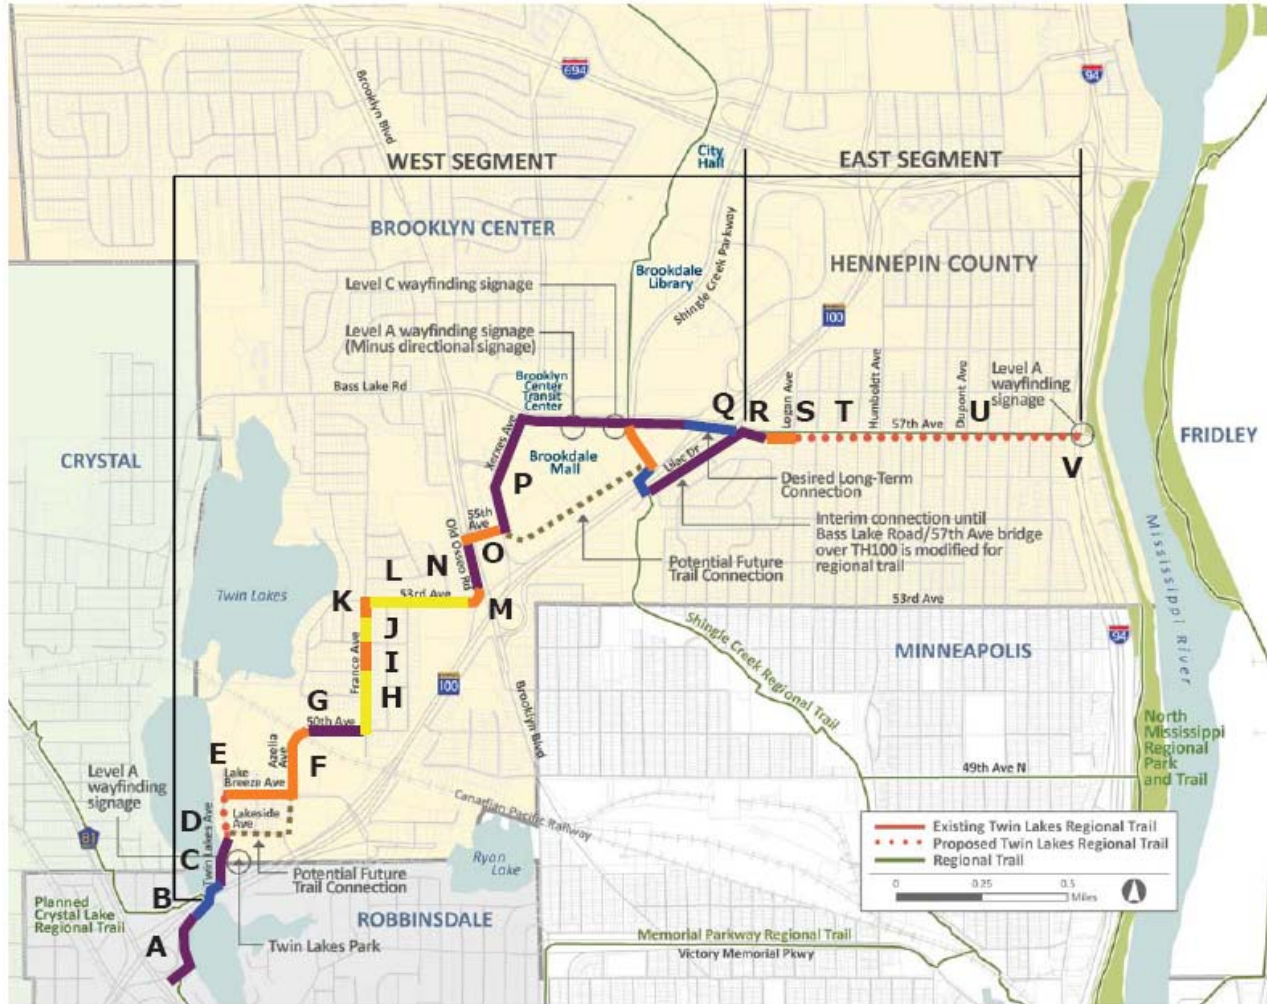 694
94
Brooklyn Blvd
WEST SEGMENT
EAST SEGMENT
City
Hall
BROOKLYN CENTER
Shingle Creek Parkway
Brookdale
Library
HENNEPIN COUNTY
Level C wayfinding signage
100
Level A wayfinding signage
(Minus directional signage)
Bass Lake Rd
Brooklyn
Center
Transit
Center
Level A
wayfinding
signage
Q
R
Logan Ave
S
T
Humboldt Ave
57th Ave
Dupont Ave
U
V
FRIDLEY
CRYSTAL
Xerxes Ave
Brookdale
Mall
Lilac Dr
P
Desired Long-Term
Connection
55th
Ave
O
Interim connection until
Bass Lake Road/57th Ave bridge
over TH100 is modified for
regional trail
Potential Future
Trail Connection
Old Osseo Rd
N
L
53rd Ave
M
K
53rd Ave
Twin Lakes
J
I
H
France Ave
100
Shingle Creek Regional Trail
MINNEAPOLIS
94
Mississippi River
G
50th Ave
Brooklyn Blvd
North
Mississippi
Regional
Park
and Trail
E
Azelia
Ave
F
Lake
Breeze Ave
49th Ave N
Level A
wayfinding
signage
D
Lakeside
Ave
Canadian Pacific Railway
81
C
Twin Lakes Ave
Ryan
Lake
Potential Future
Trail Connection
B
Planned
Crystal Lake
Regional Trail
ROBBINSDALE
A
Twin Lakes Park
Memorial Parkway Regional Trail
Victory Memorial Pkwy
Existing Twin Lakes Regional Trail
Proposed Twin Lakes Regional Trail
Regional Trail
0 0.25 0.5
Miles